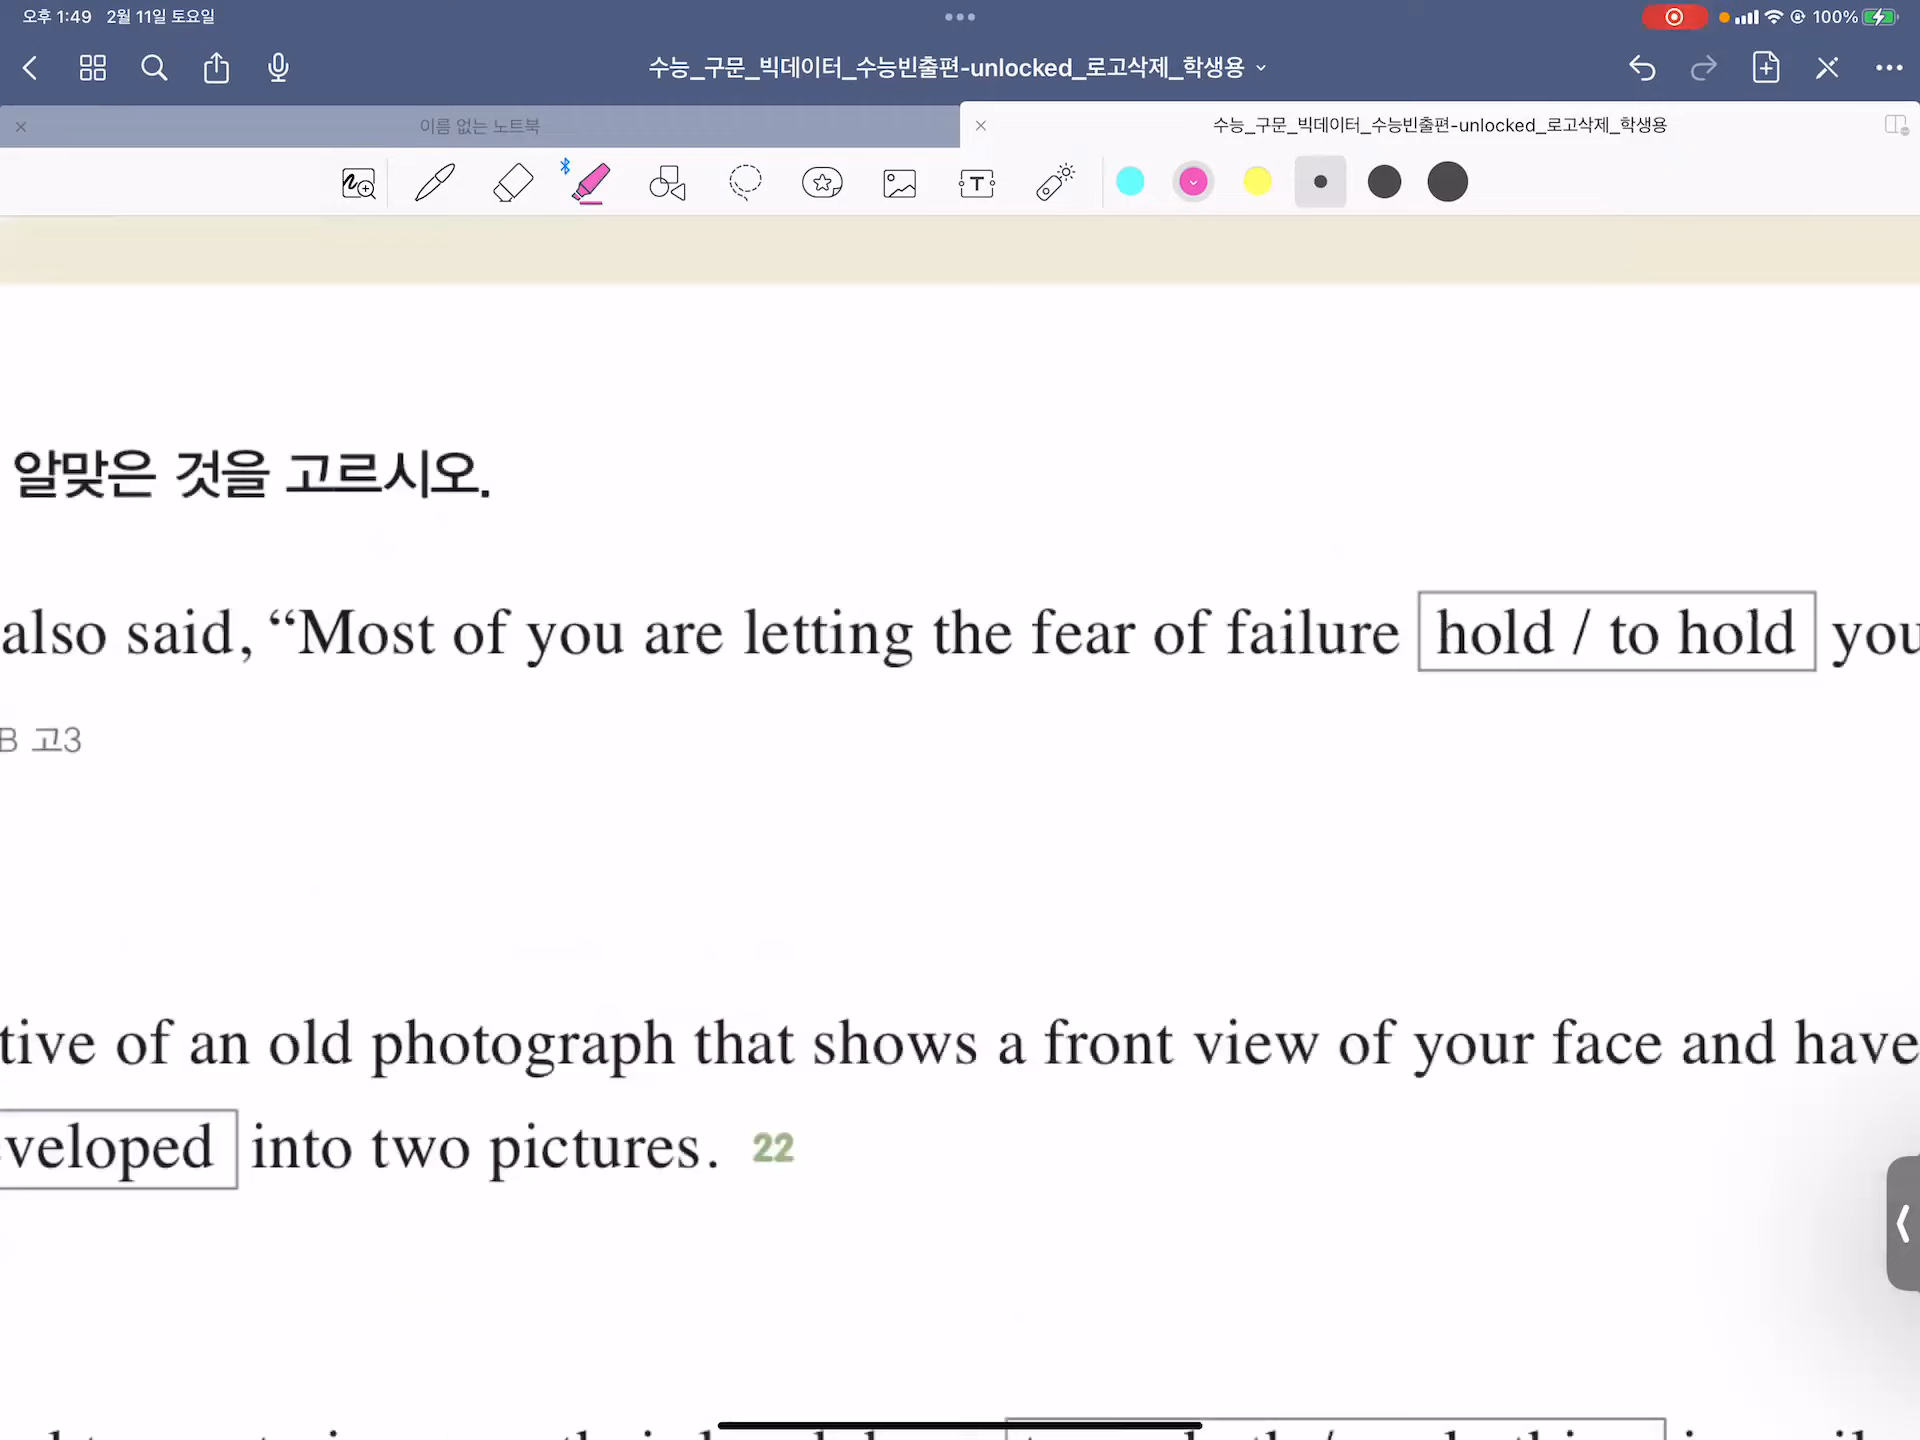 오후 1:49 2월 11일 토요일
100%
수능_구문_빅데이터_수능빈출편-unlocked_로고삭제_학생용
이름 없는 노트북
수능_구문_빅데이터_수능빈출편-unlocked_로고삭제_학생용
알맞은 것을 고르시오.
also said, “Most of you are letting the fear of failure hold / to hold you
B 고3
tive of an old photograph that shows a front view of your face and have
veloped into two pictures. 22